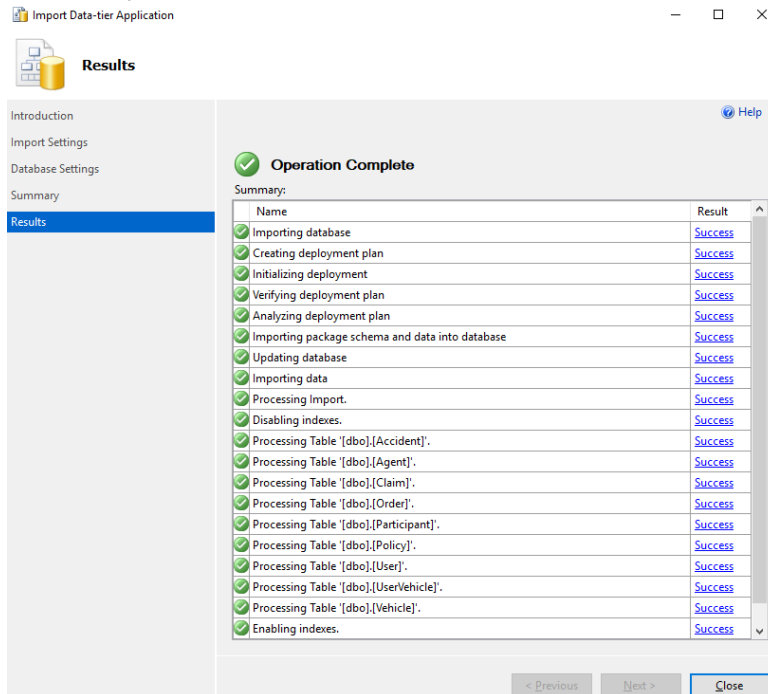 Import Data-tier Application
Results
Help
Introduction
Import Settings
Database Settings
Summary
Results
Operation Complete
Summary:
Name Result
Importing database Success
Creating deployment plan Success
Initializing deployment Success
Verifying deployment plan Success
Analyzing deployment plan Success
Importing package schema and data into database Success
Updating database Success
Importing data Success
Processing Import. Success
Disabling indexes. Success
Processing Table '[dbo].[Accident]'. Success
Processing Table '[dbo].[Agent]'. Success
Processing Table '[dbo].[Claim]'. Success
Processing Table '[dbo].[Order]'. Success
Processing Table '[dbo].[Participant]'. Success
Processing Table '[dbo].[Policy]'. Success
Processing Table '[dbo].[User]'. Success
Processing Table '[dbo].[UserVehicle]'. Success
Processing Table '[dbo].[Vehicle]'. Success
Enabling indexes. Success
< Previous Next > Close